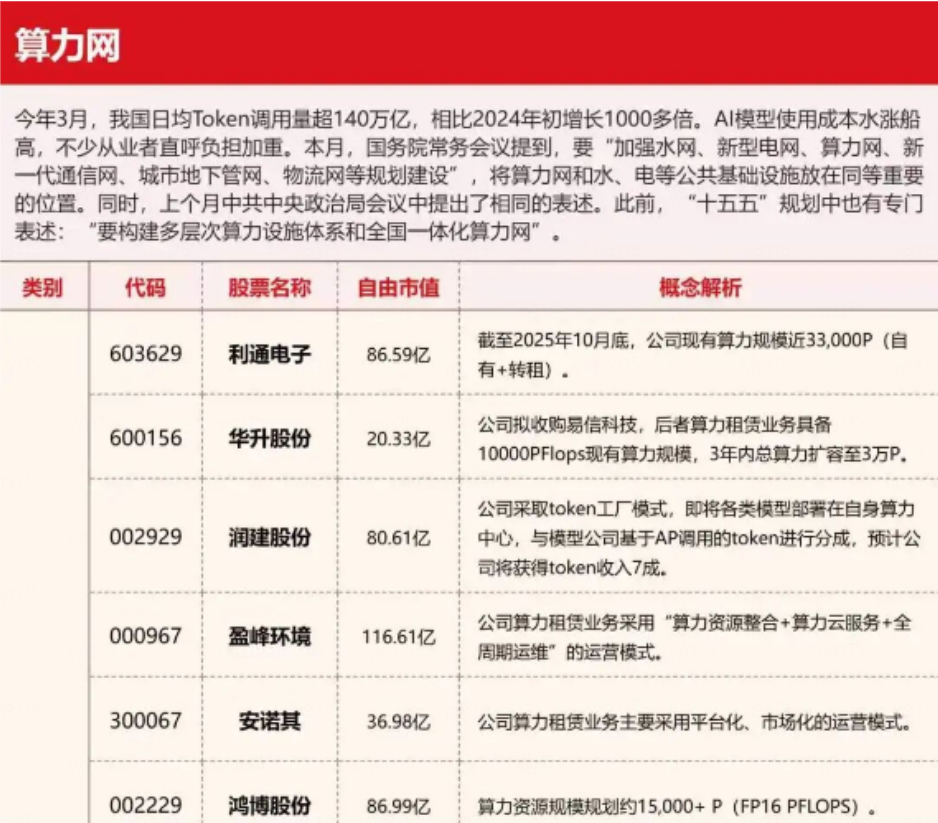 算力网
今年3月，我国日均Token调用量超140万亿，相比2024年初增长1000多倍。AI模型使用成本水涨船
高，不少从业者直呼负担加重。本月，国务院常务会议提到，要“加强水网、新型电网、算力网、新
一代通信网、城市地下管网、物流网等规划建设”，将算力网和水、电等公共基础设施放在同等重要
的位置。同时，上个月中共中央政治局会议中提出了相同的表述。此前，“十五五”规划中也有专门
表述：“要构建多层次算力设施体系和全国一体化算力网”。
类别 代码 股票名称 自由市值 概念解析
603629 利通电子 86.59亿 截至2025年10月底，公司现有算力规模近33,000P（自
有+转租）。
600156 华升股份 20.33亿 公司拟收购易信科技，后者算力租赁业务具备
10000PFlops现有算力规模，3年内总算力扩容至3万P。
002929 润建股份 80.61亿 公司采取token工厂模式，即将各类模型部署在自身算力
中心，与模型公司基于AP调用的token进行分成，预计公
司将获得token收入7成。
000967 盈峰环境 116.61亿 公司算力租赁业务采用“算力资源整合+算力云服务+全
周期运维”的运营模式。
300067 安诺其 36.98亿 公司算力租赁业务主要采用平台化、市场化的运营模式。
002229 鸿博股份 86.99亿 算力资源规模规划约15,000+ P（FP16 PFLOPS）。